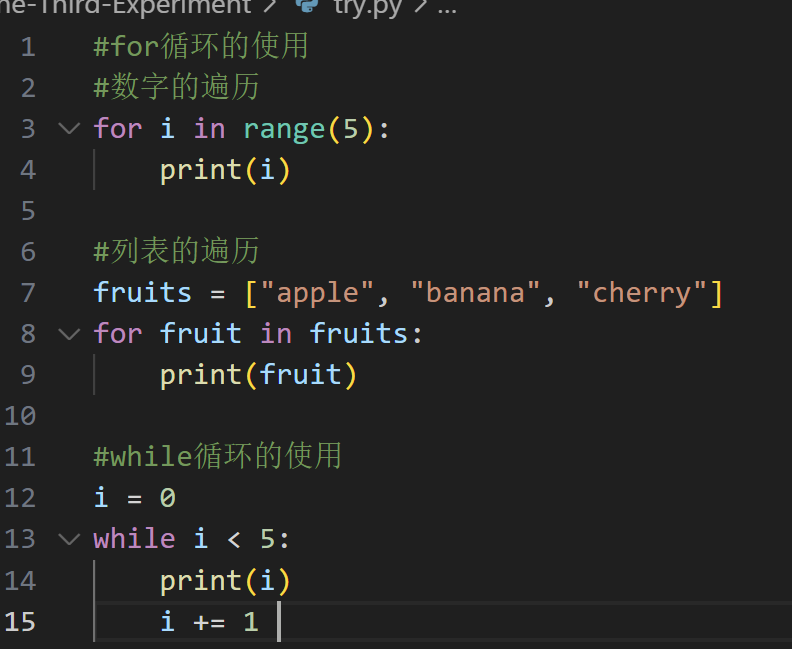 ne-Third-Experiment > try.py > ...
1 #for循环的使用
2 #数字的遍历
3 for i in range(5):
4     print(i)
5
6 #列表的遍历
7 fruits = ["apple", "banana", "cherry"]
8 for fruit in fruits:
9     print(fruit)
10
11 #while循环的使用
12 i = 0
13 while i < 5:
14     print(i)
15     i += 1